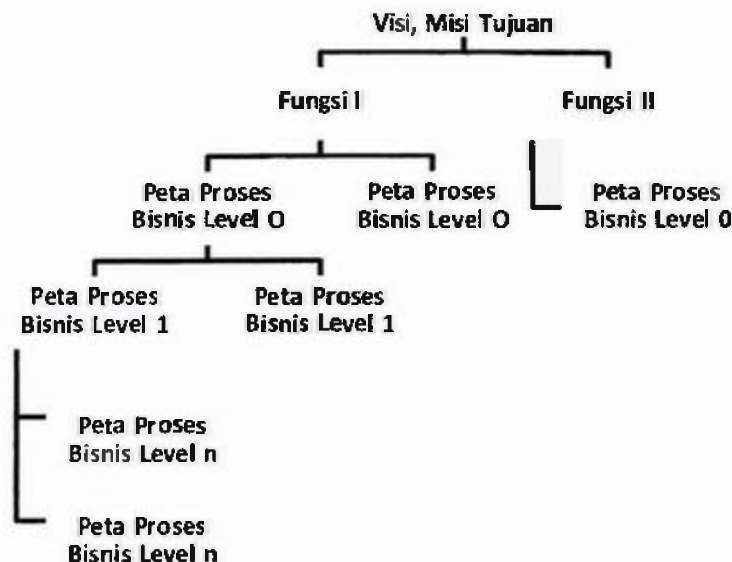 Visi, Misi Tujuan
Fungsi I
Fungsi II
Peta Proses
Bisnis Level O
Peta Proses
Bisnis Level O
Peta Proses
Bisnis Level 0
Peta Proses
Bisnis Level 1
Peta Proses
Bisnis Level 1
Peta Proses
Bisnis Level n
Peta Proses
Bisnis Level n